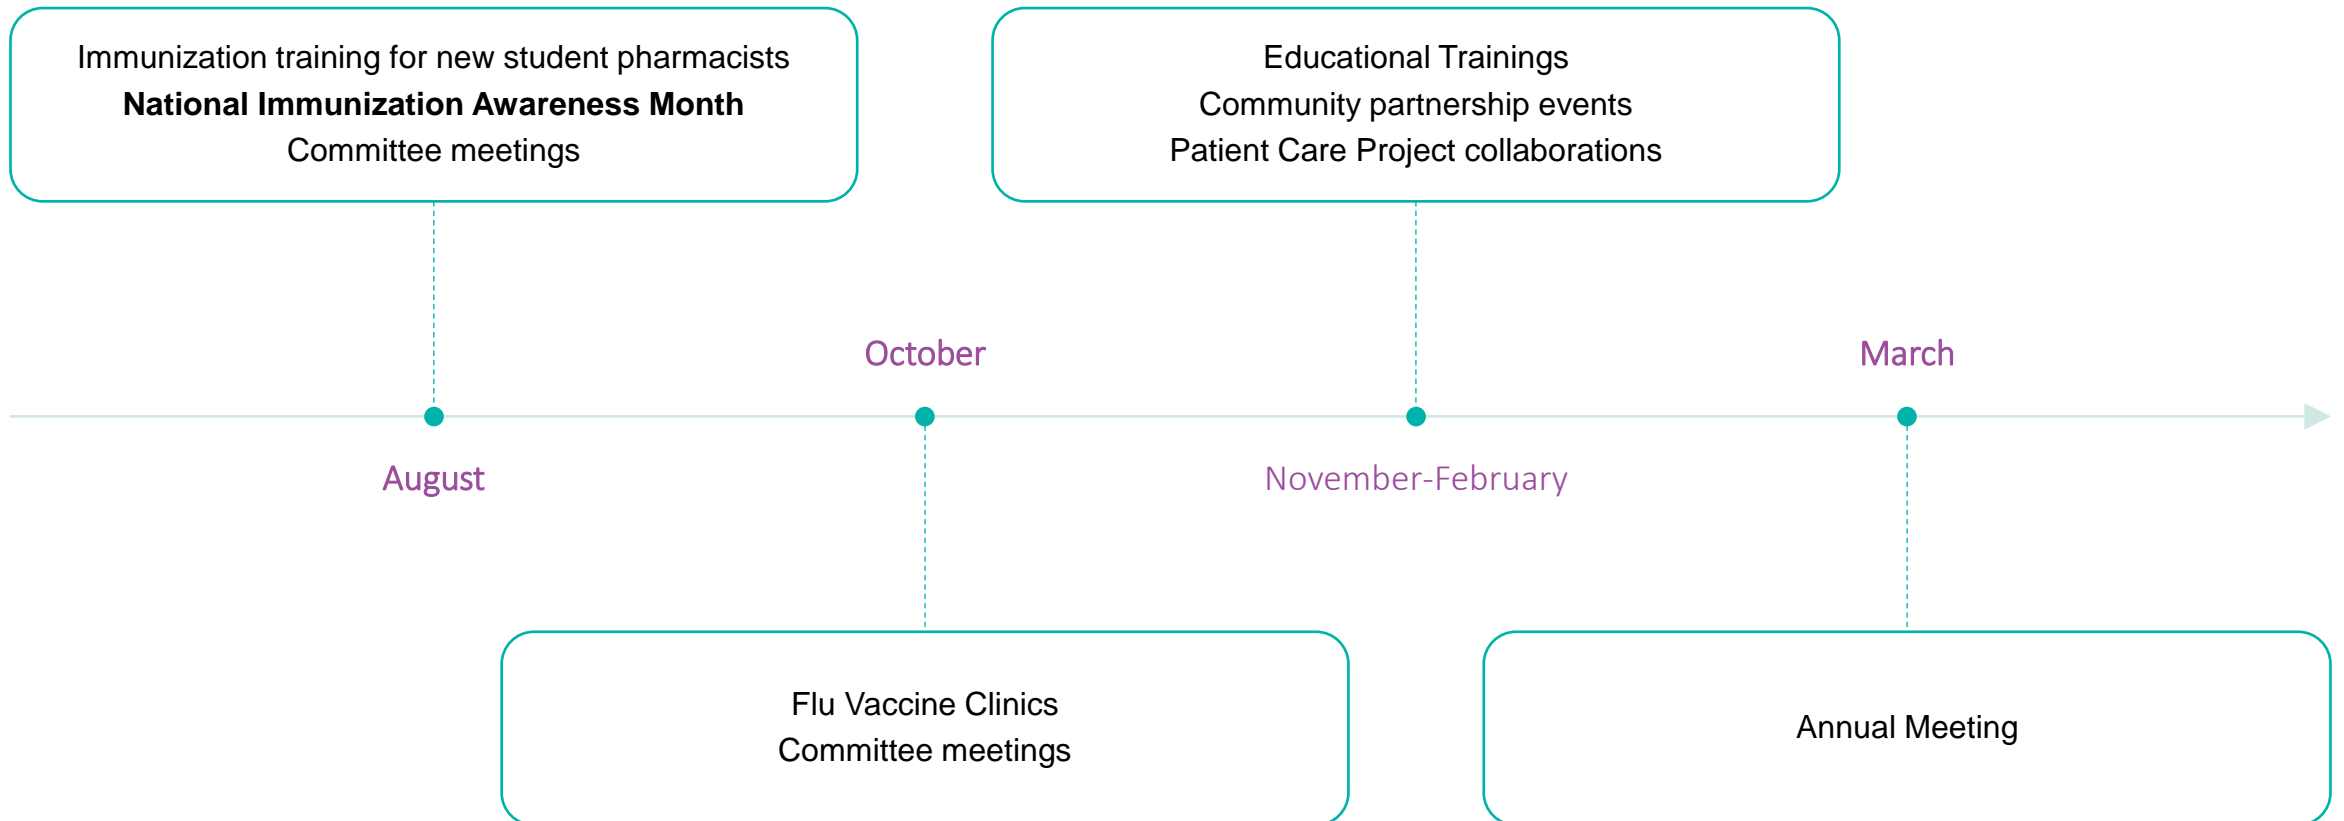 Immunization training for new student pharmacists
National Immunization Awareness Month
Committee meetings
Educational Trainings
Community partnership events
Patient Care Project collaborations
October
March
August
November-February
Flu Vaccine Clinics
Committee meetings
Annual Meeting